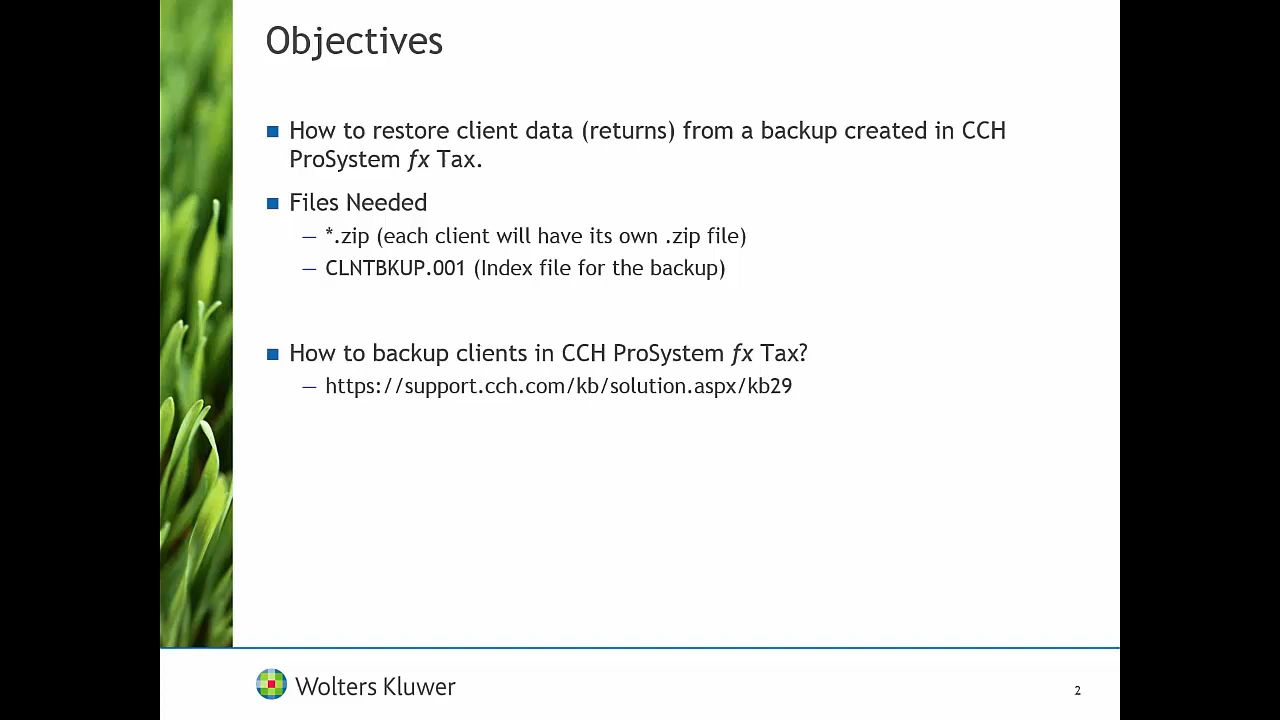 Objectives
How to restore client data (returns) from a backup created in CCH
ProSystem fx Tax.
Files Needed
— *.zip (each client will have its own .zip file)
— CLNTBKUP.001 (Index file for the backup)
How to backup clients in CCH ProSystem fx Tax?
— https://support.cch.com/kb/solution.aspx/kb29
Wolters Kluwer
2